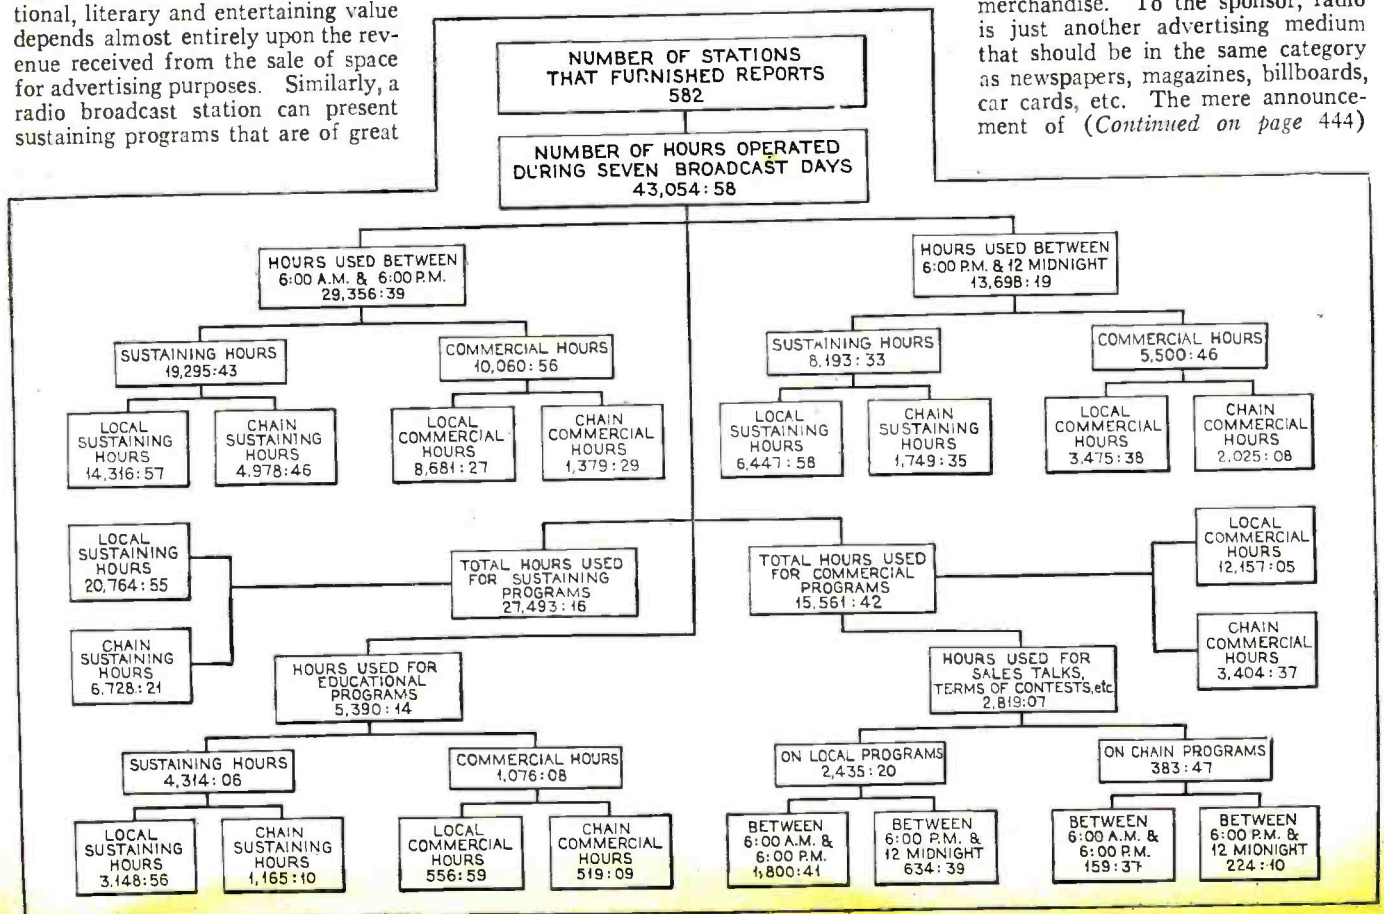 tional, literary and entertaining value
depends almost entirely upon the rev-
enue received from the sale of space
for advertising purposes. Similarly, a
radio broadcast station can present
sustaining programs that are of great
merchandise. To the sponsor, radio
is just another advertising medium
that should be in the same category
as newspapers, magazines, billboards,
car cards, etc. The mere announce-
ment of (Continued on page 444)
NUMBER OF STATIONS
THAT FURNISHED REPORTS
582
NUMBER OF HOURS OPERATED
DURING SEVEN BROADCAST DAYS
43,054:58
HOURS USED BETWEEN
6:00 A.M. & 6:00 P.M.
29,356:39
HOURS USED BETWEEN
6:00 P.M. & 12 MIDNIGHT
13,698:19
SUSTAINING HOURS
19,295:43
COMMERCIAL HOURS
10,060:56
SUSTAINING HOURS
8,193:33
COMMERCIAL HOURS
5,500:46
LOCAL
SUSTAINING
HOURS
14,316:57
CHAIN
SUSTAINING
HOURS
4,978:46
LOCAL
COMMERCIAL
HOURS
8,681:27
CHAIN
COMMERCIAL
HOURS
1,379:29
LOCAL
SUSTAINING
HOURS
6,447:58
CHAIN
SUSTAINING
HOURS
1,749:35
LOCAL
COMMERCIAL
HOURS
3,475:38
CHAIN
COMMERCIAL
HOURS
2,025:08
LOCAL
SUSTAINING
HOURS
20,764:55
CHAIN
SUSTAINING
HOURS
6,728:21
TOTAL HOURS USED
FOR SUSTAINING
PROGRAMS
27,493:16
TOTAL HOURS USED
FOR COMMERCIAL
PROGRAMS
15,561:42
LOCAL
COMMERCIAL
HOURS
12,157:05
CHAIN
COMMERCIAL
HOURS
3,404:37
HOURS USED FOR
EDUCATIONAL
PROGRAMS
5,390:14
HOURS USED FOR
SALES TALKS,
TERMS OF CONTESTS, etc.
2,819:07
SUSTAINING HOURS
4,314:06
COMMERCIAL HOURS
1,076:08
ON LOCAL PROGRAMS
2,435:20
ON CHAIN PROGRAMS
383:47
LOCAL
SUSTAINING
HOURS
3,148:56
CHAIN
SUSTAINING
HOURS
1,165:10
LOCAL
COMMERCIAL
HOURS
556:59
CHAIN
COMMERCIAL
HOURS
519:09
BETWEEN
6:00 A.M. &
6:00 P.M.
1,800:41
BETWEEN
6:00 P.M. &
12 MIDNIGHT
634:39
BETWEEN
6:00 A.M. &
6:00 P.M.
159:37
BETWEEN
6:00 P.M. &
12 MIDNIGHT
224:10